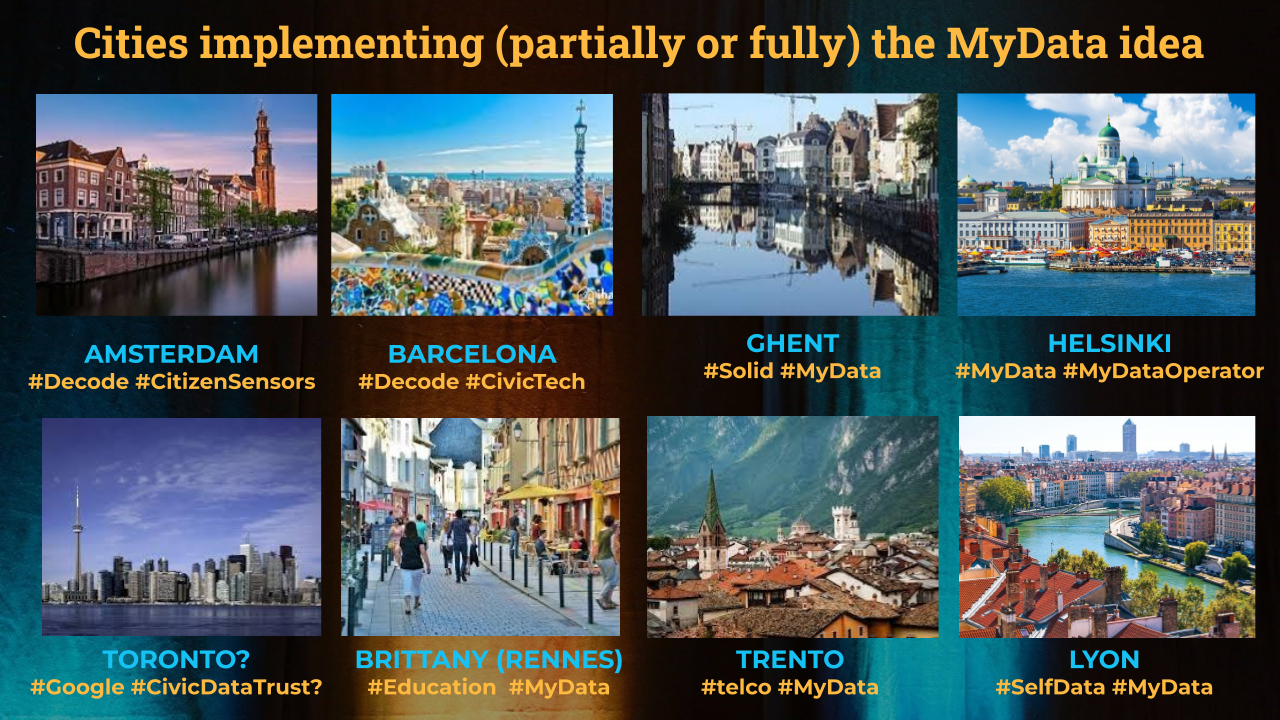 Cities implementing (partially or fully) the MyData idea
AMSTERDAM
#Decode #CitizenSensors
BARCELONA
#Decode #CivicTech
GHENT
#Solid #MyData
HELSINKI
#MyData #MyDataOperator
TORONTO?
#Google #CivicDataTrust?
BRITTANY (RENNES)
#Education #MyData
TRENTO
#telco #MyData
LYON
#SelfData #MyData